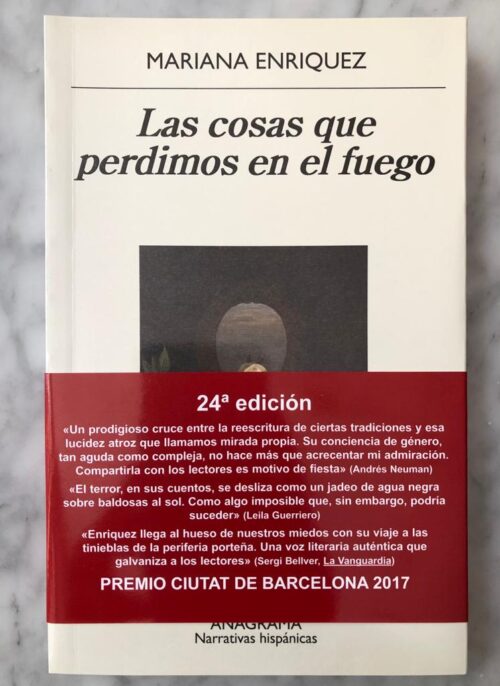 MARIANA ENRIQUEZ
Las cosas que
perdimos en el fuego
24ª edición
«Un prodigioso cruce entre la reescritura de ciertas tradiciones y esa
lucidez atroz que llamamos mirada propia. Su conciencia de género,
tan aguda como compleja, no hace más que acrecentar mi admiración.
Compartirla con los lectores es motivo de fiesta» (Andrés Neuman)
«El terror, en sus cuentos, se desliza como un jadeo de agua negra
sobre baldosas al sol. Como algo imposible que, sin embargo, podría
suceder» (Leila Guerriero)
«Enriquez llega al hueso de nuestros miedos con su viaje a las
tinieblas de la periferia porteña. Una voz literaria auténtica que
galvaniza a los lectores» (Sergi Bellver, La Vanguardia)
PREMIO CIUTAT DE BARCELONA 2017
ANAGRAMA
Narrativas hispánicas